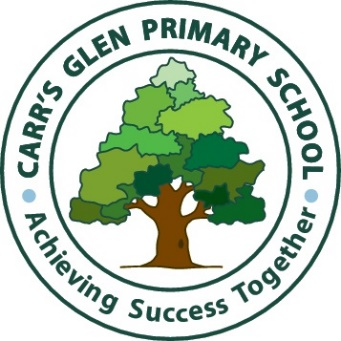 CARR'S GLEN PRIMARY SCHOOL
Achieving Success Together